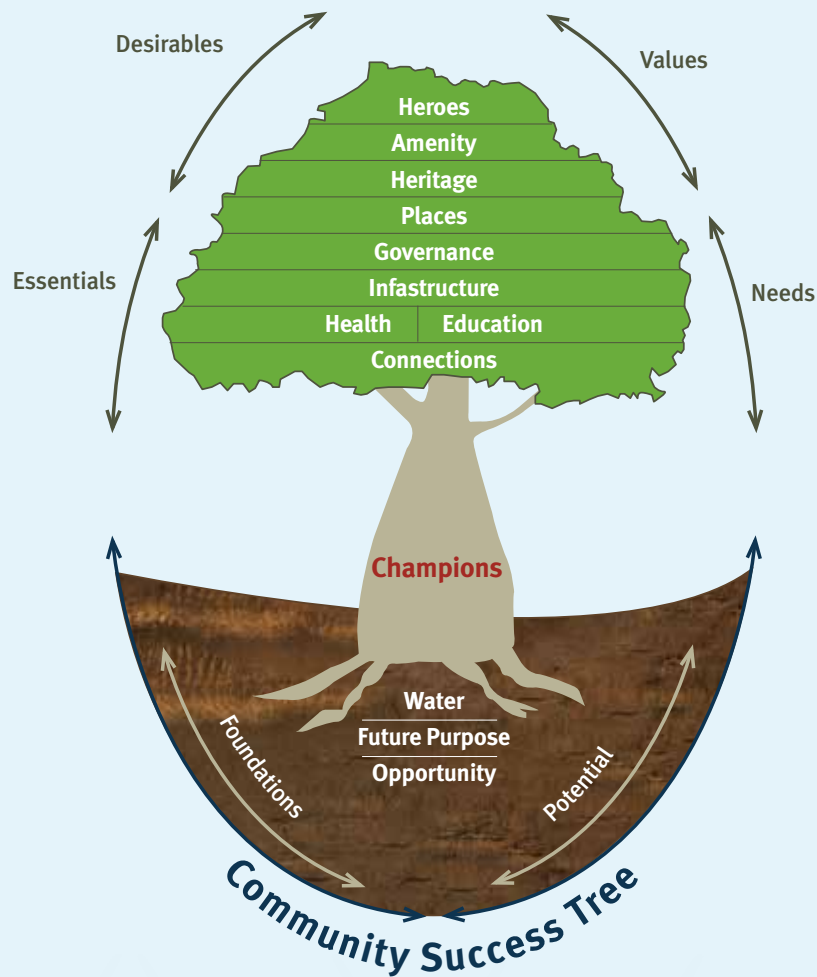 Desirables
Values
Heroes
Amenity
Heritage
Places
Governance
Essentials
Infastructure
Needs
Health
Education
Connections
Champions
Water
Future Purpose
Opportunity
Foundations
Potential
Community Success Tree